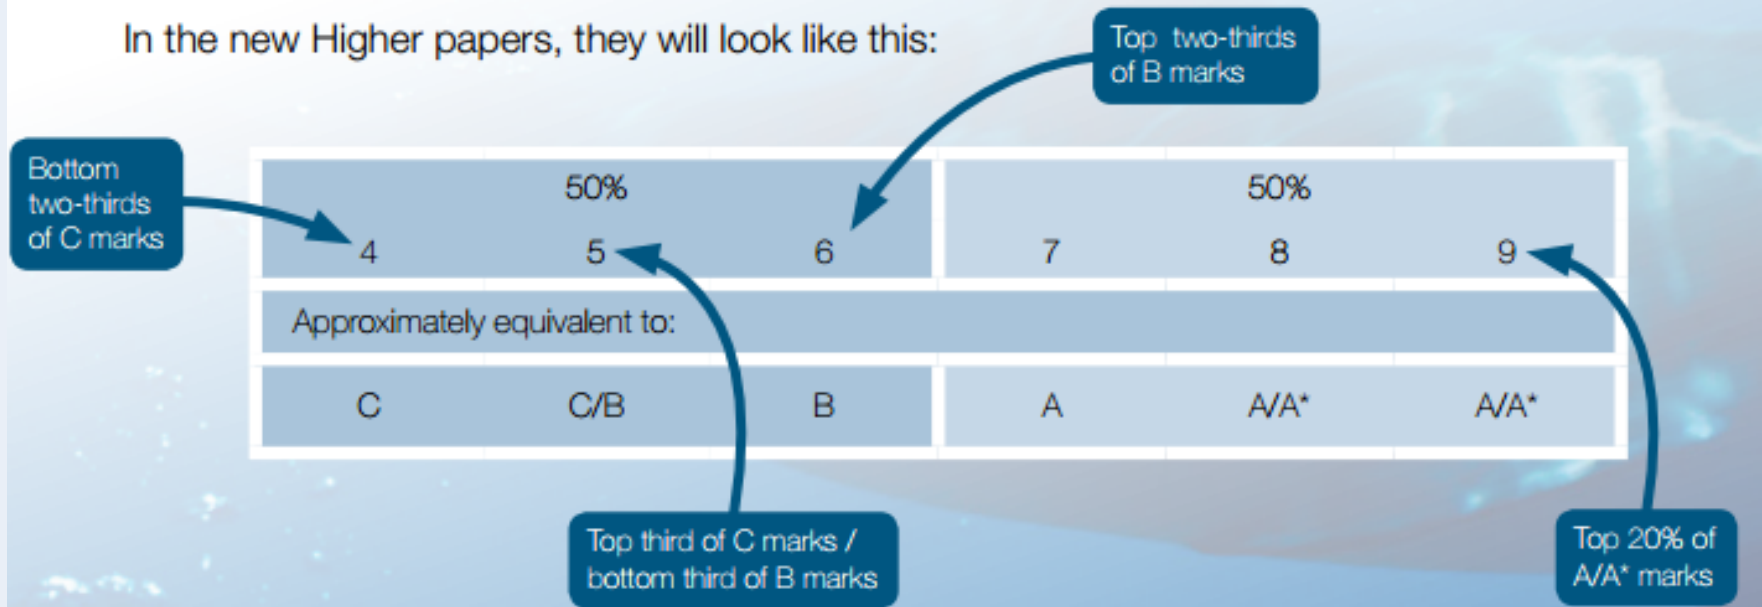 In the new Higher papers, they will look like this:
Top two-thirds
of B marks
Bottom
two-thirds
of C marks
50% 50%
4 5 6 7 8 9
Approximately equivalent to:
C C/B B A A/A* A/A*
Top third of C marks /
bottom third of B marks
Top 20% of
A/A* marks